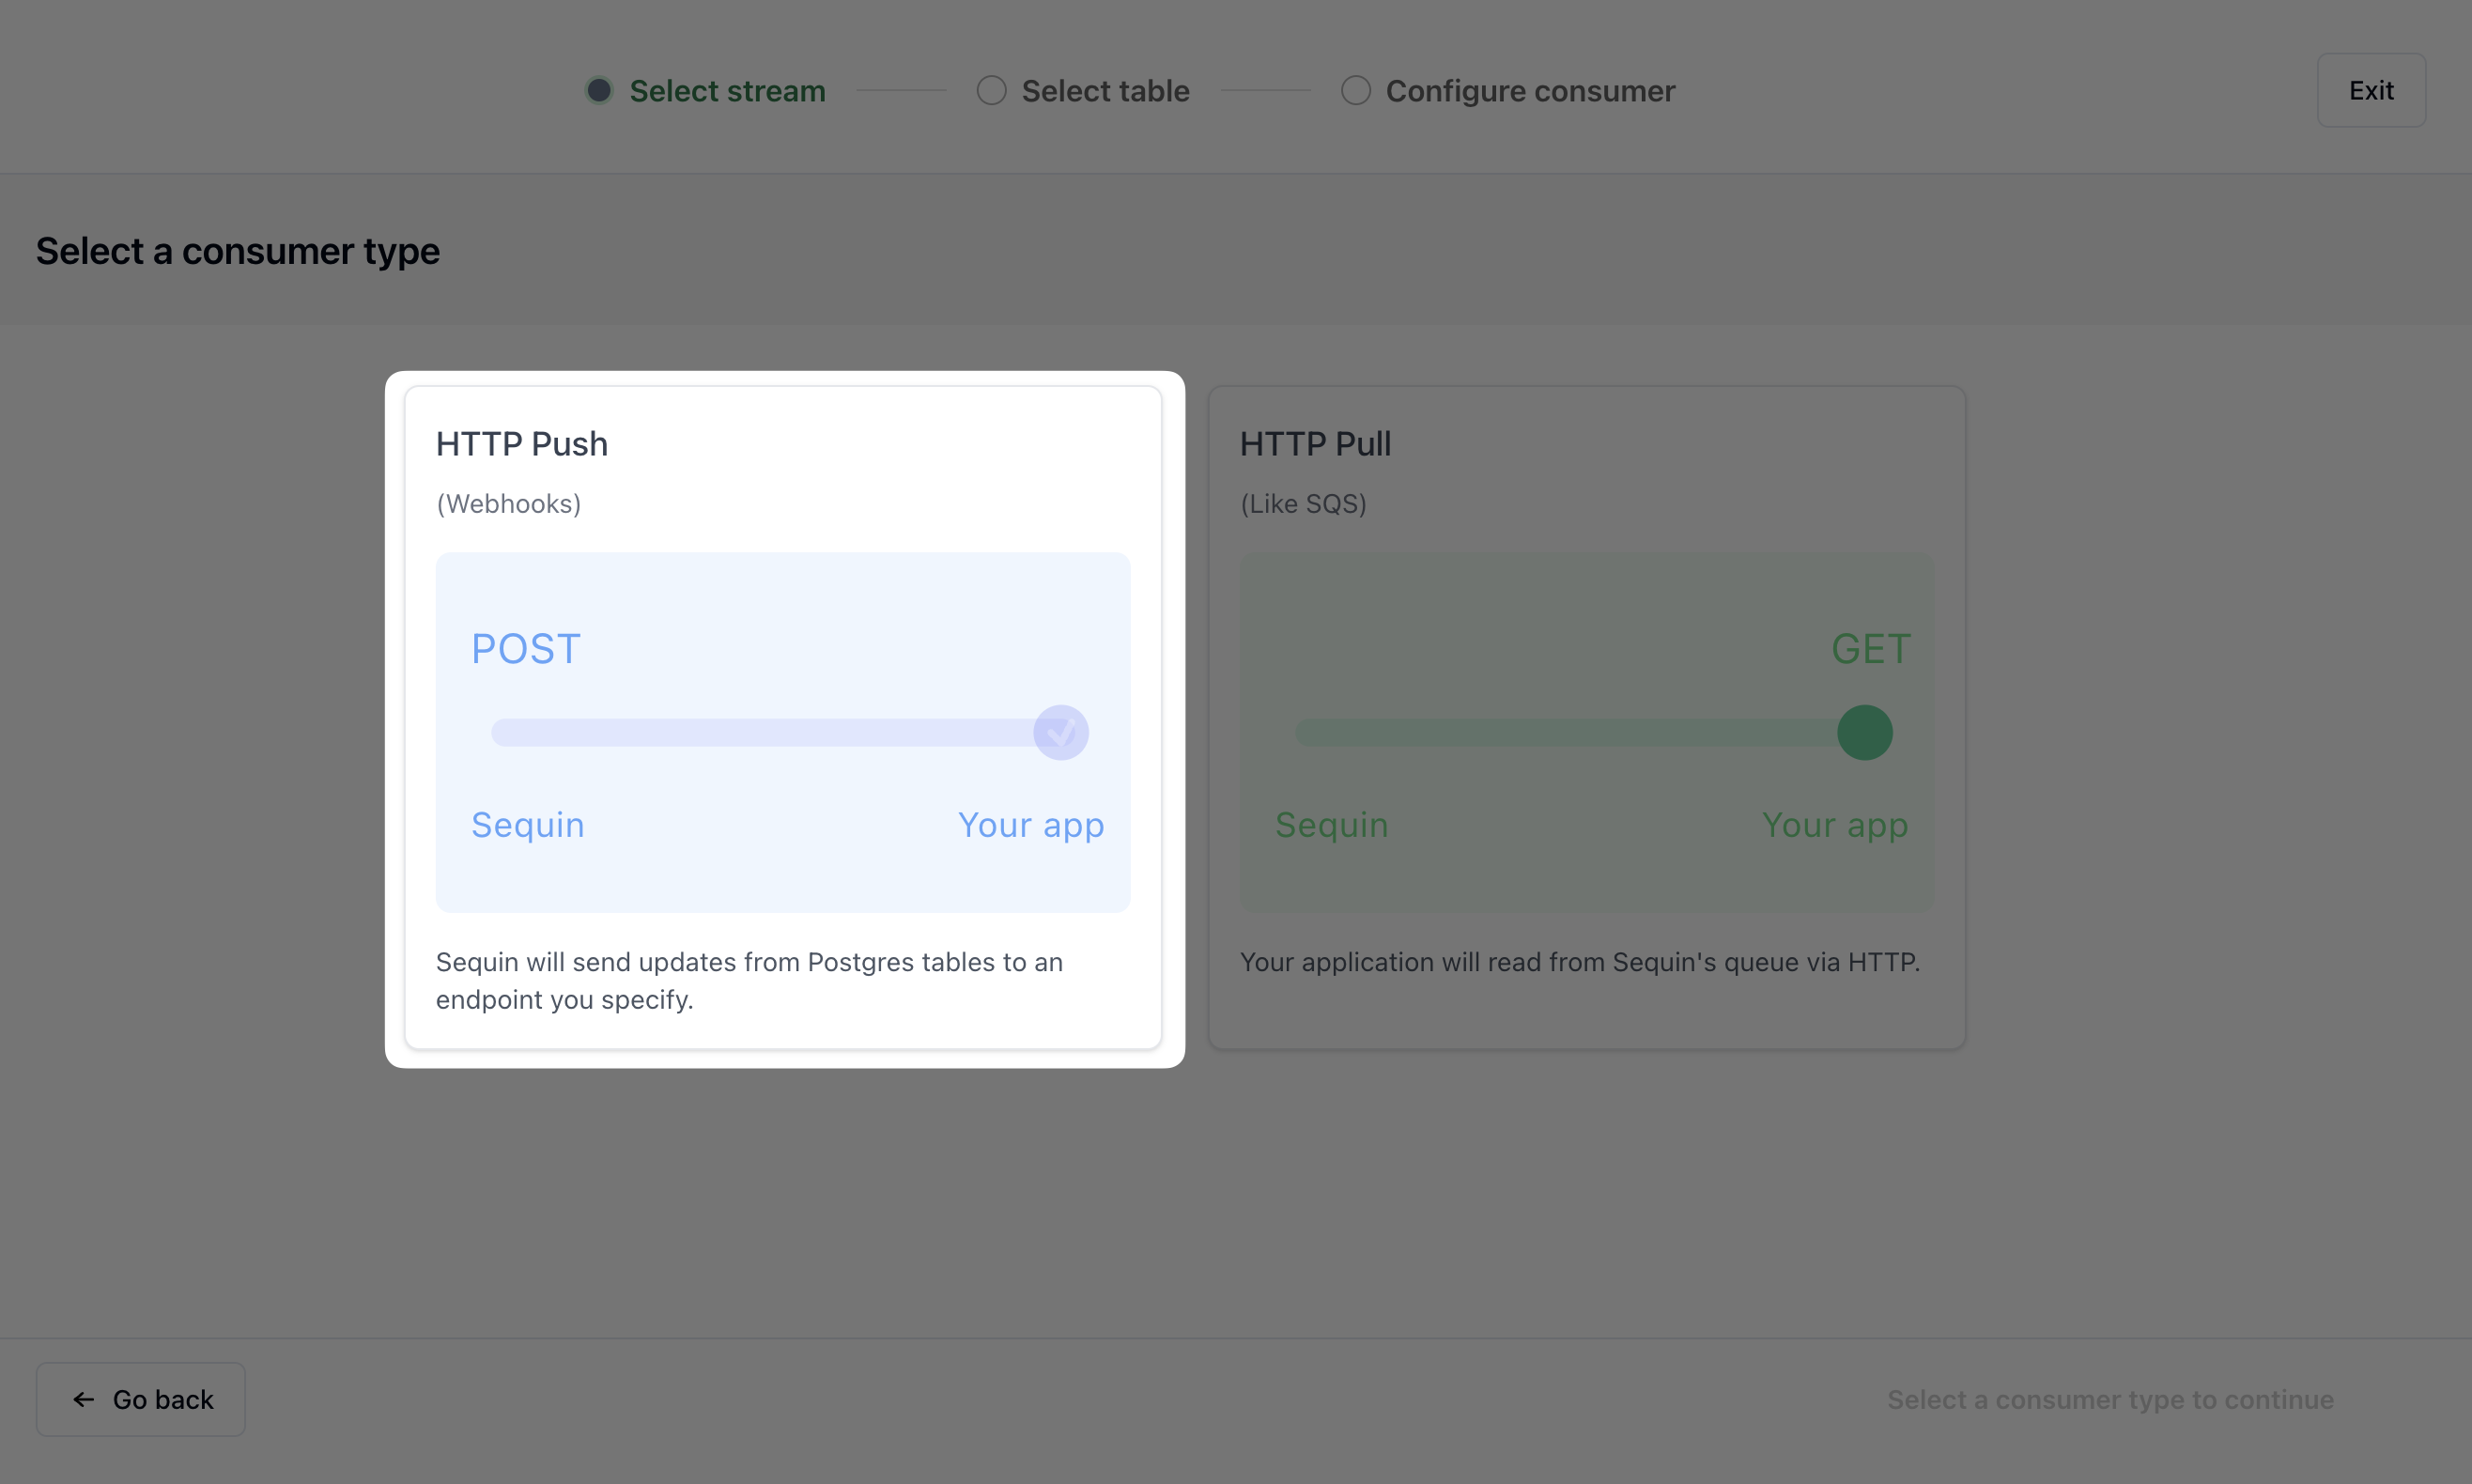 Select stream
Select table
Configure consumer
Exit
Select a consumer type
HTTP Push
(Webhooks)
POST
Sequin
Your app
Sequin will send updates from Postgres tables to an
endpoint you specify.
HTTP Pull
(Like SQS)
GET
Sequin
Your app
Your application will read from Sequin's queue via HTTP.
Go back
Select a consumer type to continue